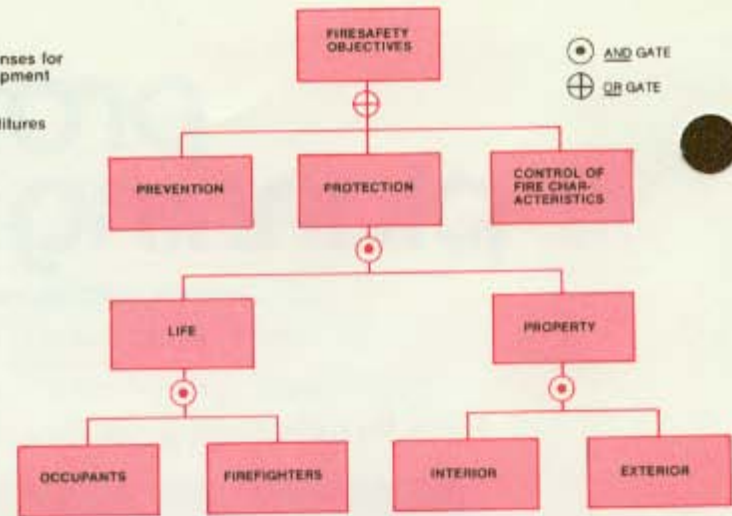 nses for
pment
litures
FIRESAFETY
OBJECTIVES
AND GATE
OR GATE
PREVENTION
PROTECTION
CONTROL OF
FIRE CHAR-
ACTERISTICS
LIFE
PROPERTY
OCCUPANTS
FIREFIGHTERS
INTERIOR
EXTERIOR